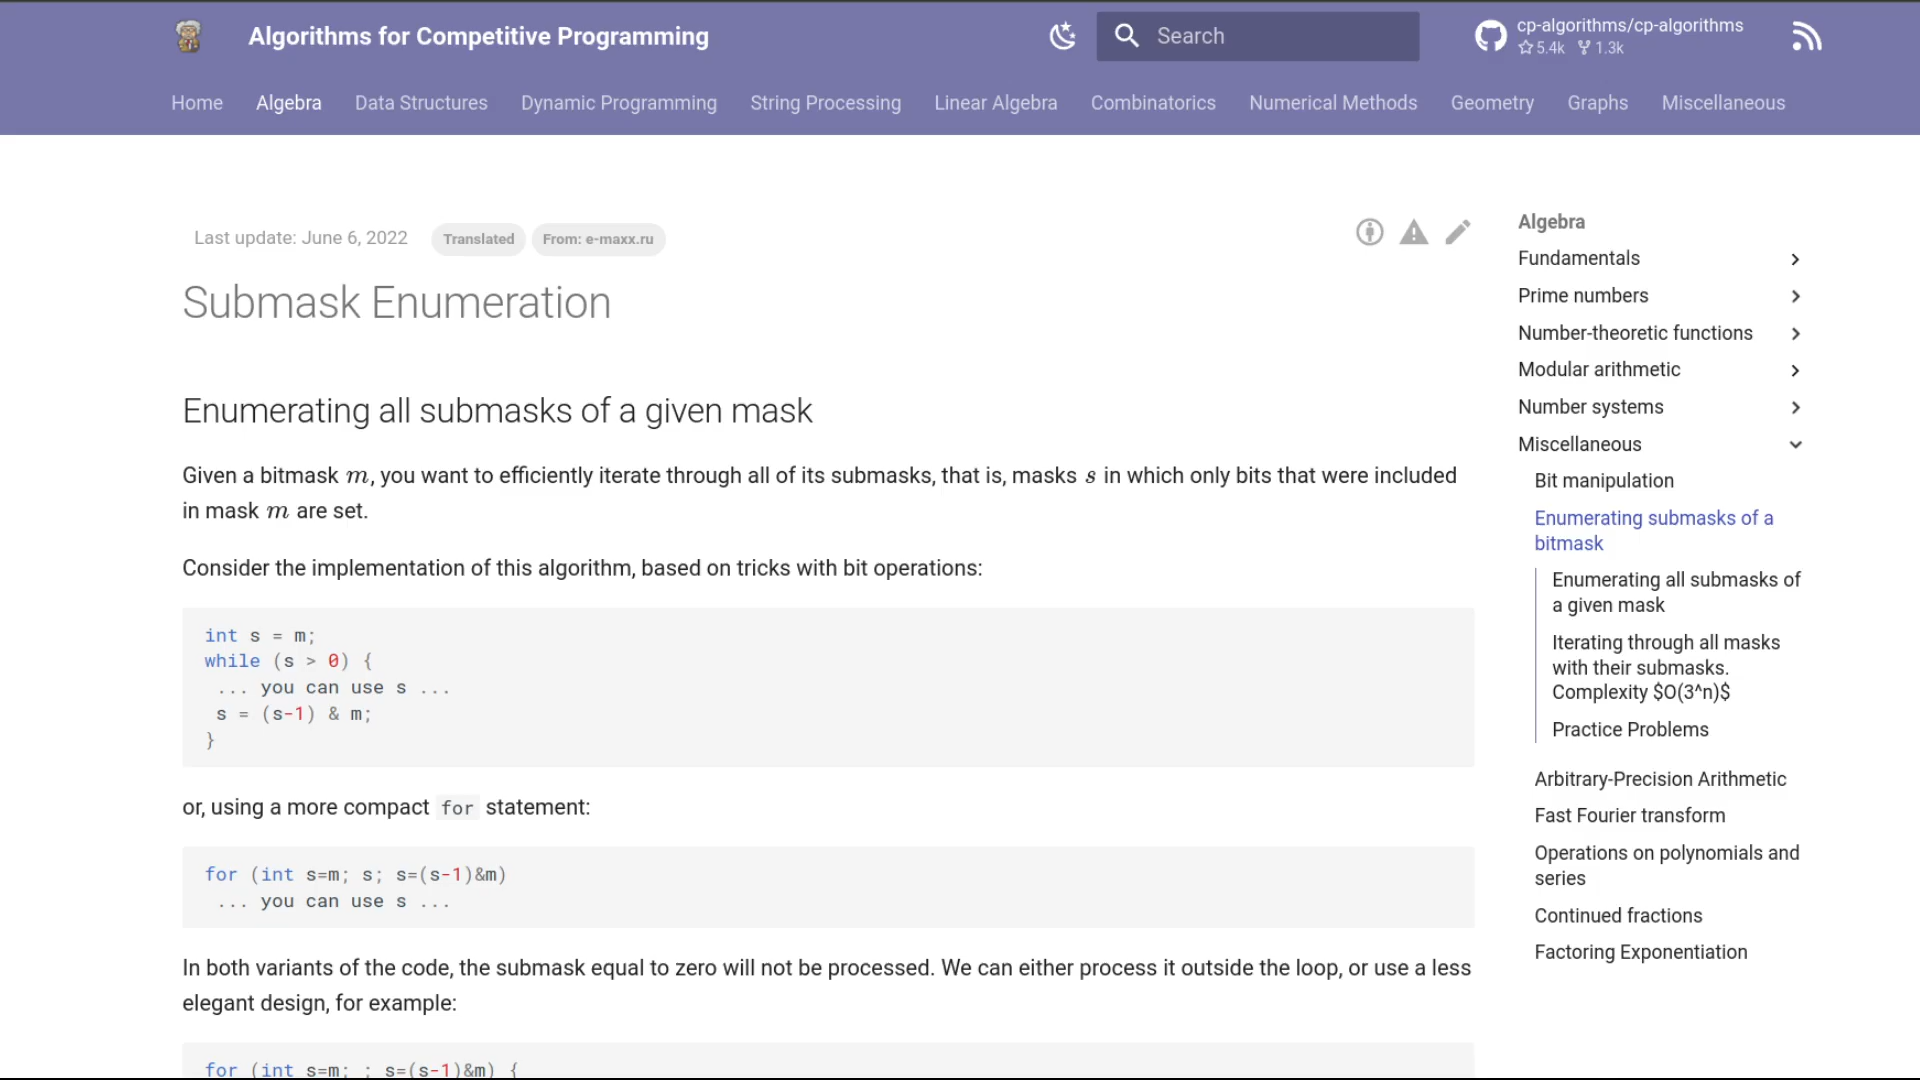 Algorithms for Competitive Programming
Search
cp-algorithms/cp-algorithms
5.4k 1.3k
Home Algebra Data Structures Dynamic Programming String Processing Linear Algebra Combinatorics Numerical Methods Geometry Graphs Miscellaneous
Last update: June 6, 2022 Translated From: e-maxx.ru
Submask Enumeration
Enumerating all submasks of a given mask
Given a bitmask m, you want to efficiently iterate through all of its submasks, that is, masks s in which only bits that were included
in mask m are set.
Consider the implementation of this algorithm, based on tricks with bit operations:
int s = m;
while (s > 0) {
... you can use s ...
s = (s-1) & m;
}
or, using a more compact for statement:
for (int s=m; s; s=(s-1)&m)
... you can use s ...
In both variants of the code, the submask equal to zero will not be processed. We can either process it outside the loop, or use a less
elegant design, for example:
for (int s=m; ; s=(s-1)&m) {
Algebra
Fundamentals
Prime numbers
Number-theoretic functions
Modular arithmetic
Number systems
Miscellaneous
Bit manipulation
Enumerating submasks of a
bitmask
Enumerating all submasks of
a given mask
Iterating through all masks
with their submasks.
Complexity $O(3^n)$
Practice Problems
Arbitrary-Precision Arithmetic
Fast Fourier transform
Operations on polynomials and
series
Continued fractions
Factoring Exponentiation